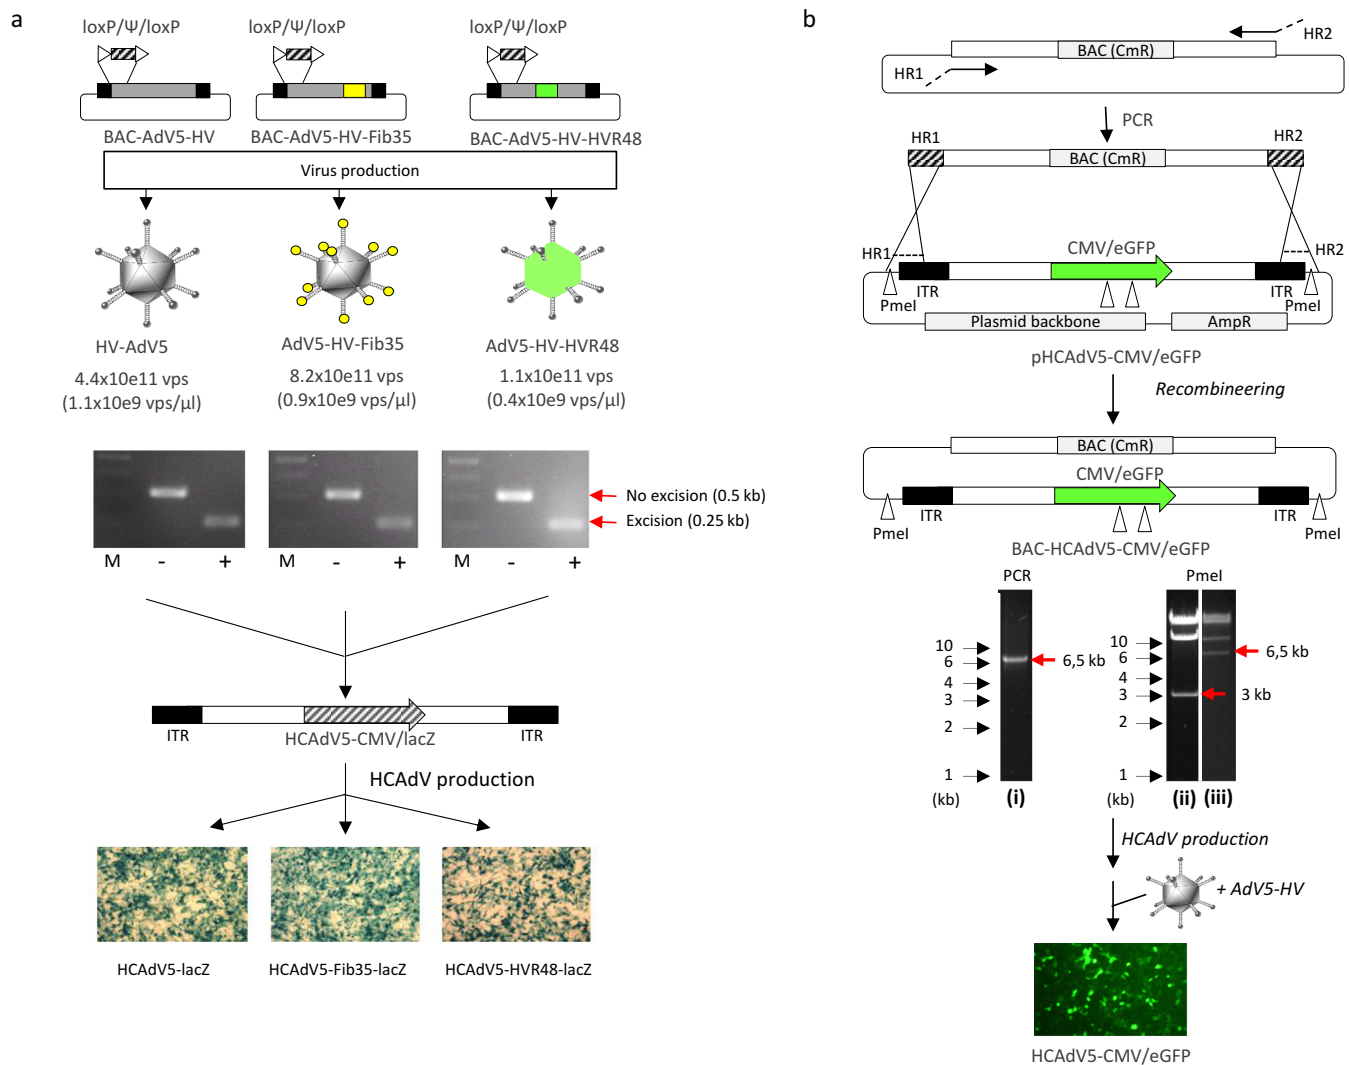 a
loxP/Ψ/loxP
loxP/Ψ/loxP
loxP/Ψ/loxP
BAC-AdV5-HV
BAC-AdV5-HV-Fib35
BAC-AdV5-HV-HVR48
Virus production
HV-AdV5
AdV5-HV-Fib35
AdV5-HV-HVR48
4.4x10e11 vps
(1.1x10e9 vps/µl)
8.2x10e11 vps
(0.9x10e9 vps/µl)
1.1x10e11 vps
(0.4x10e9 vps/µl)
No excision (0.5 kb)
Excision (0.25 kb)
M - +
M - +
M - +
ITR
HCAdV5-CMV/lacZ
ITR
HCAdV production
HCAdV5-lacZ
HCAdV5-Fib35-lacZ
HCAdV5-HVR48-lacZ
b
HR2
BAC (CmR)
HR1
PCR
HR1
HR2
BAC (CmR)
CMV/eGFP
HR1
HR2
PmeI
ITR
ITR
PmeI
Plasmid backbone
AmpR
pHCAdV5-CMV/eGFP
Recombineering
BAC (CmR)
CMV/eGFP
PmeI
ITR
ITR
PmeI
BAC-HCAdV5-CMV/eGFP
PCR
10
6
4
3
2
1
(kb)
6,5 kb
(i)
PmeI
10
6
4
3
2
1
(kb)
6,5 kb
3 kb
(ii)
(iii)
HCAdV production
+ AdV5-HV
HCAdV5-CMV/eGFP